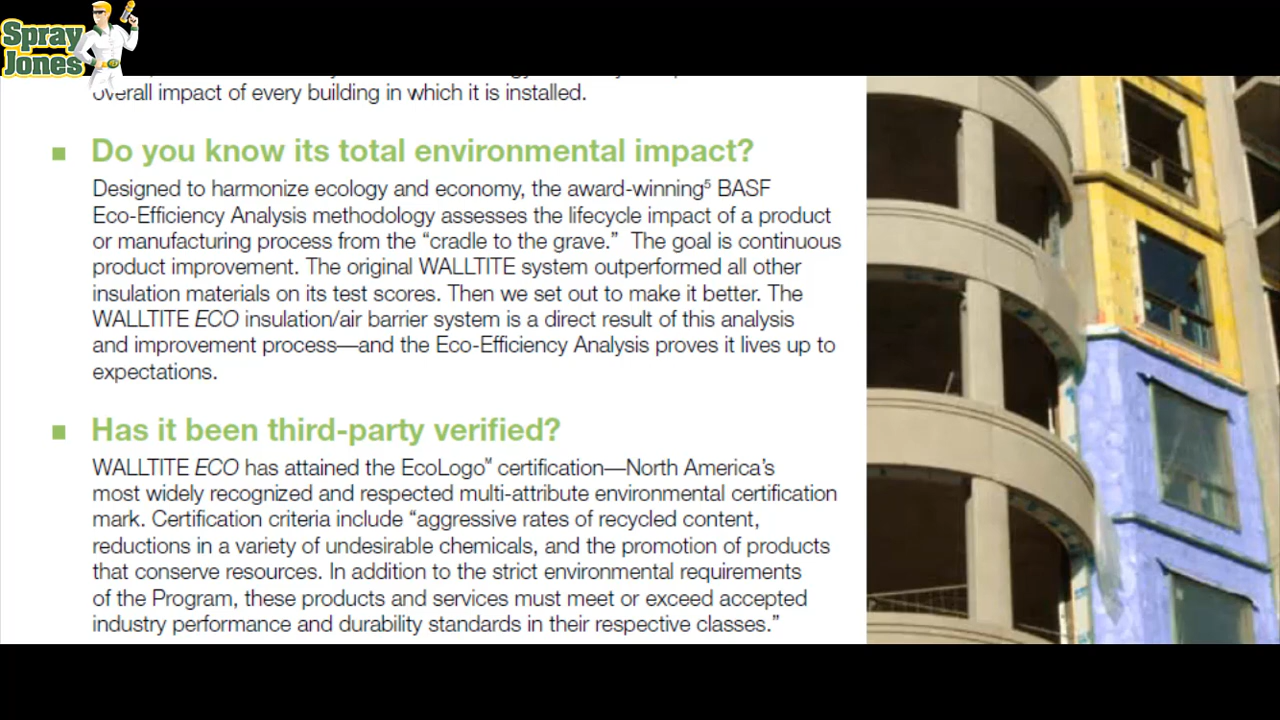 Spray
Jones
overall impact of every building in which it is installed.
Do you know its total environmental impact?
Designed to harmonize ecology and economy, the award-winning⁵ BASF
Eco-Efficiency Analysis methodology assesses the lifecycle impact of a product
or manufacturing process from the “cradle to the grave.” The goal is continuous
product improvement. The original WALLTITE system outperformed all other
insulation materials on its test scores. Then we set out to make it better. The
WALLTITE ECO insulation/air barrier system is a direct result of this analysis
and improvement process—and the Eco-Efficiency Analysis proves it lives up to
expectations.
Has it been third-party verified?
WALLTITE ECO has attained the EcoLogoᴹ certification—North America’s
most widely recognized and respected multi-attribute environmental certification
mark. Certification criteria include “aggressive rates of recycled content,
reductions in a variety of undesirable chemicals, and the promotion of products
that conserve resources. In addition to the strict environmental requirements
of the Program, these products and services must meet or exceed accepted
industry performance and durability standards in their respective classes.”